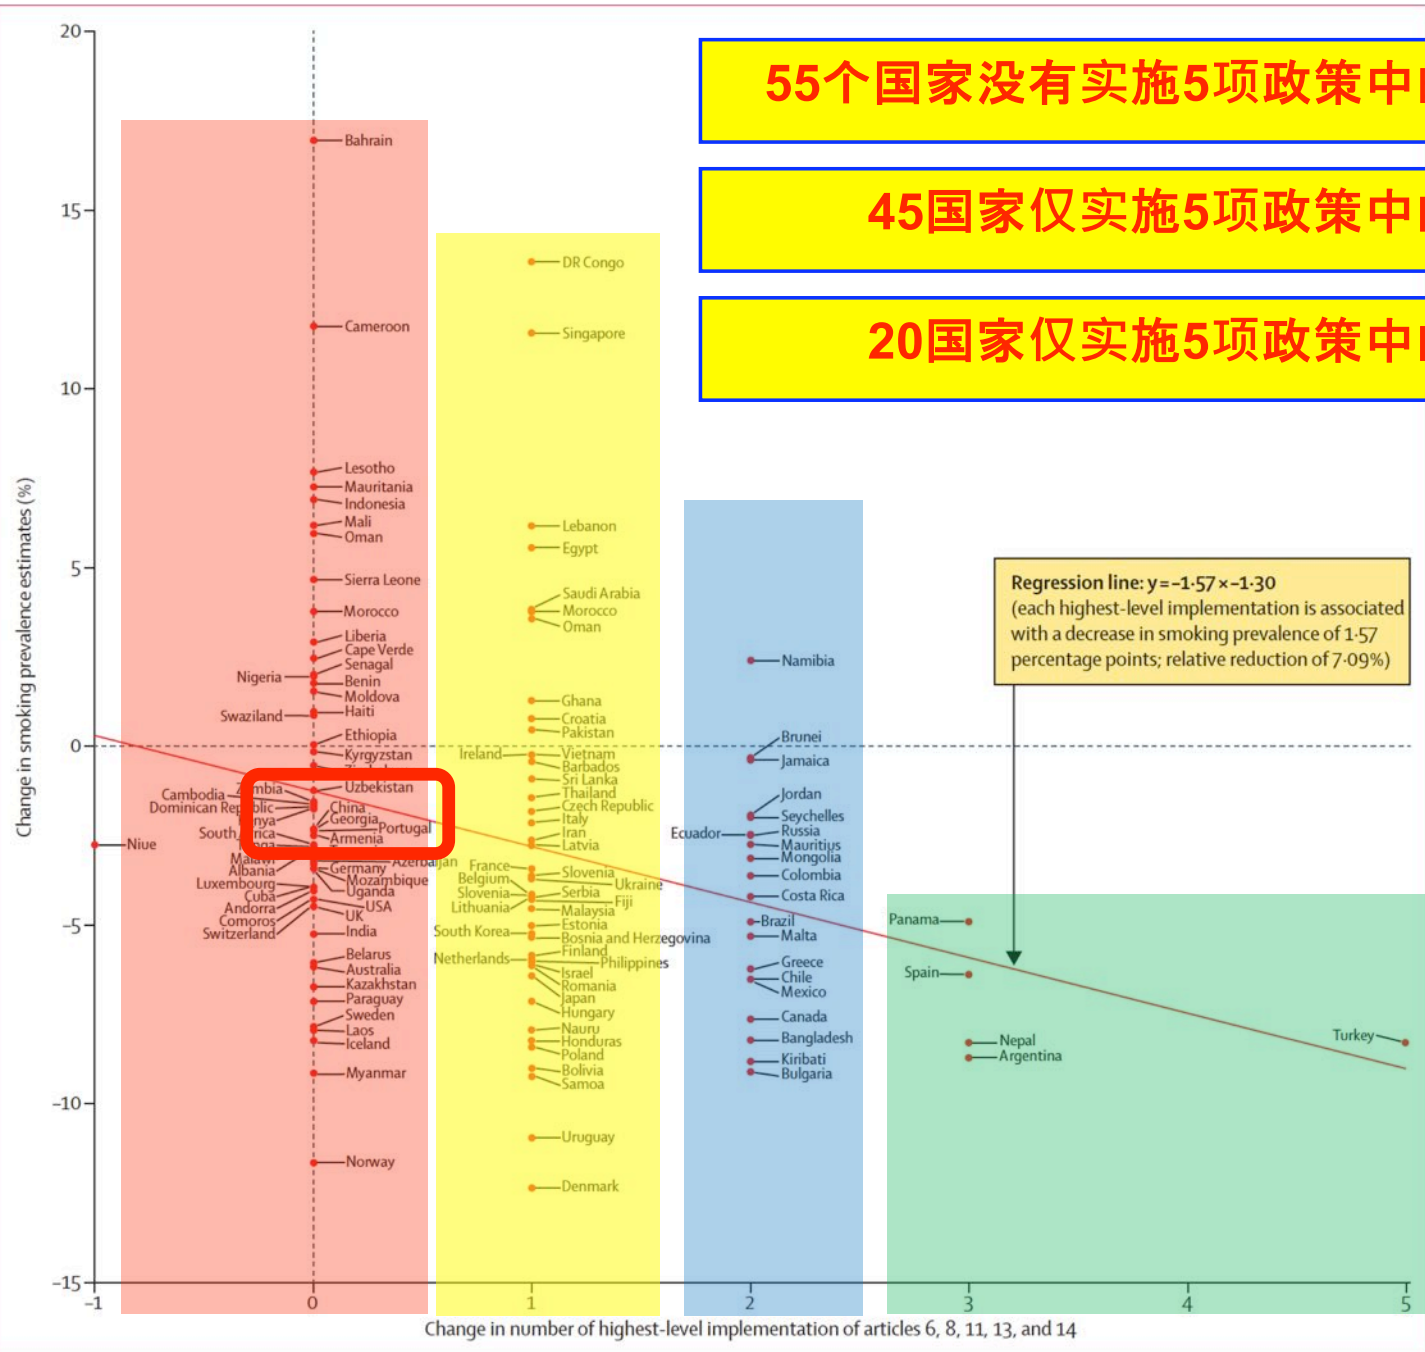 55个国家没有实施5项政策中
45国家仅实施5项政策中
20国家仅实施5项政策中
Change in smoking prevalence estimates (%)
20
15
10
5
0
−5
−10
−15
Bahrain
Cameroon
Lesotho
Mauritania
Indonesia
Mali
Oman
Sierra Leone
Morocco
Liberia
Cape Verde
Senagal
Nigeria
Benin
Moldova
Haiti
Swaziland
Ethiopia
Kyrgyzstan
Uzbekistan
Cambodia
Dominican Republic
China
Georgia
Portugal
Armenia
South Africa
Niue
Malawi
Azerbaijan
Albania
Germany
Mozambique
Luxembourg
Uganda
Cuba
USA
Andorra
UK
Comoros
Switzerland
India
Belarus
Australia
Kazakhstan
Paraguay
Sweden
Laos
Iceland
Myanmar
Norway
DR Congo
Singapore
Lebanon
Egypt
Saudi Arabia
Morocco
Oman
Ghana
Croatia
Pakistan
Ireland
Vietnam
Barbados
Sri Lanka
Thailand
Czech Republic
Italy
Iran
Latvia
France
Slovenia
Belgium
Ukraine
Slovenia
Serbia
Fiji
Lithuania
Malaysia
Estonia
South Korea
Bosnia and Herzegovina
Finland
Netherlands
Philippines
Israel
Romania
Japan
Hungary
Nauru
Honduras
Poland
Bolivia
Samoa
Uruguay
Denmark
Namibia
Brunei
Jamaica
Jordan
Seychelles
Ecuador
Russia
Mauritius
Mongolia
Colombia
Costa Rica
Brazil
Malta
Greece
Chile
Mexico
Canada
Bangladesh
Kiribati
Bulgaria
Regression line: y=−1·57×−1·30
(each highest-level implementation is associated
with a decrease in smoking prevalence of 1·57
percentage points; relative reduction of 7·09%)
Panama
Spain
Nepal
Argentina
Turkey
−1
0
1
2
3
4
5
Change in number of highest-level implementation of articles 6, 8, 11, 13, and 14